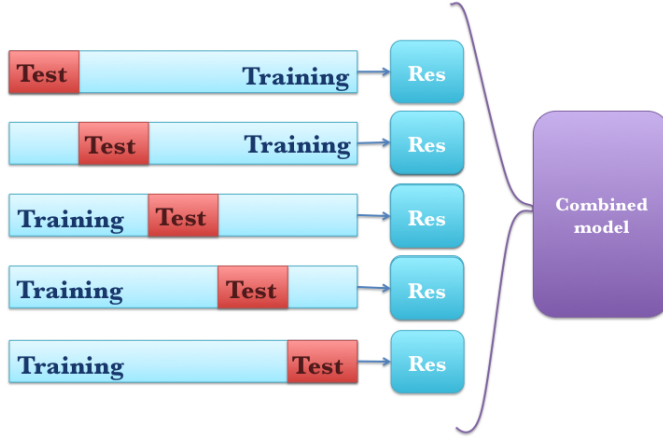 Test Training Res
Test Training Res
Training Test Res
Training Test Res
Training Test Res
Combined
model